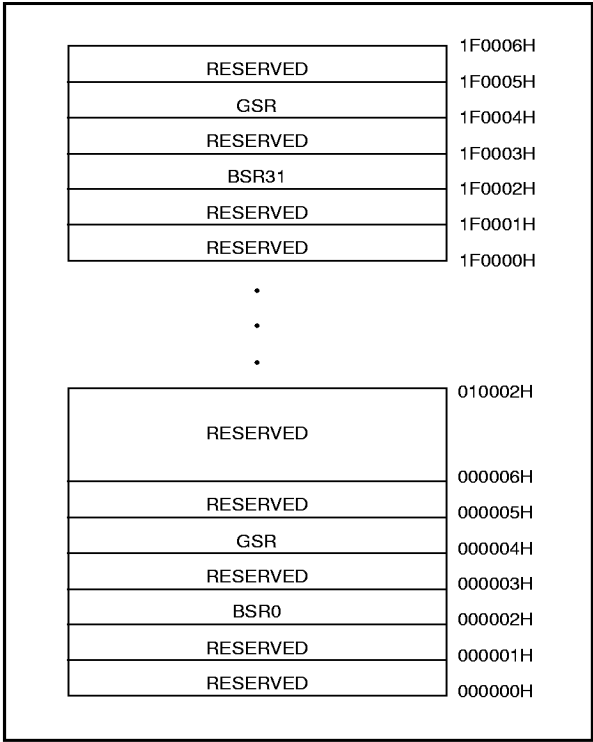 1F0006H
RESERVED
1F0005H
GSR
1F0004H
RESERVED
1F0003H
BSR31
1F0002H
RESERVED
1F0001H
RESERVED
1F0000H
010002H
RESERVED
000006H
RESERVED
000005H
GSR
000004H
RESERVED
000003H
BSR0
000002H
RESERVED
000001H
RESERVED
000000H